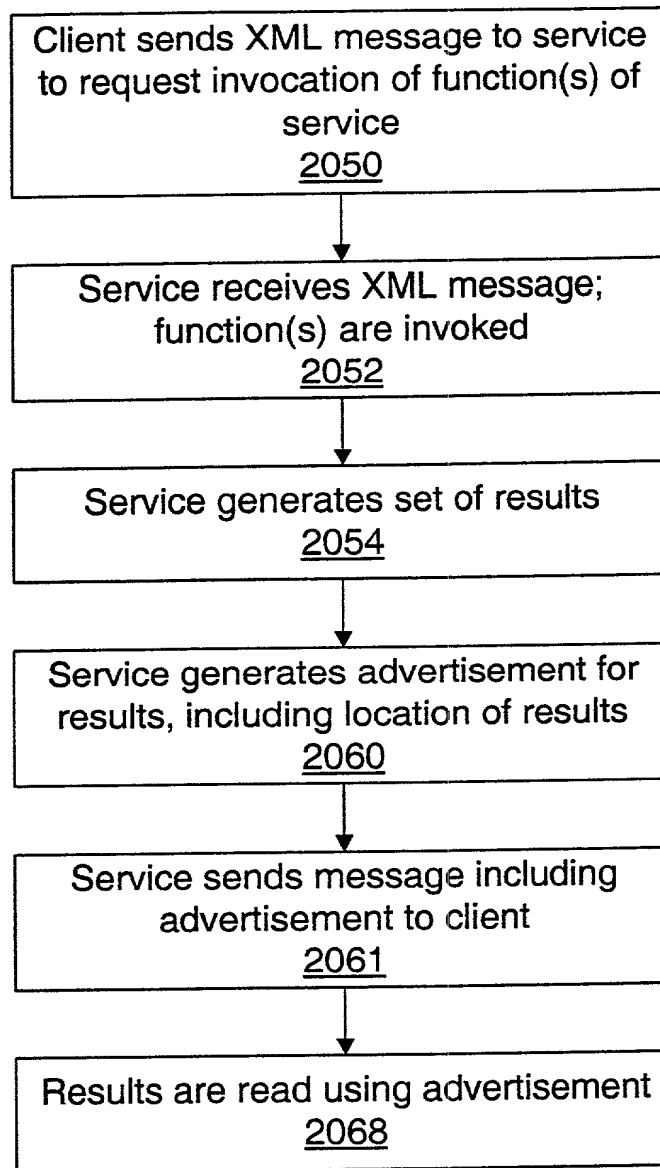 Client sends XML message to service
to request invocation of function(s) of
service
2050
Service receives XML message;
function(s) are invoked
2052
Service generates set of results
2054
Service generates advertisement for
results, including location of results
2060
Service sends message including
advertisement to client
2061
Results are read using advertisement
2068